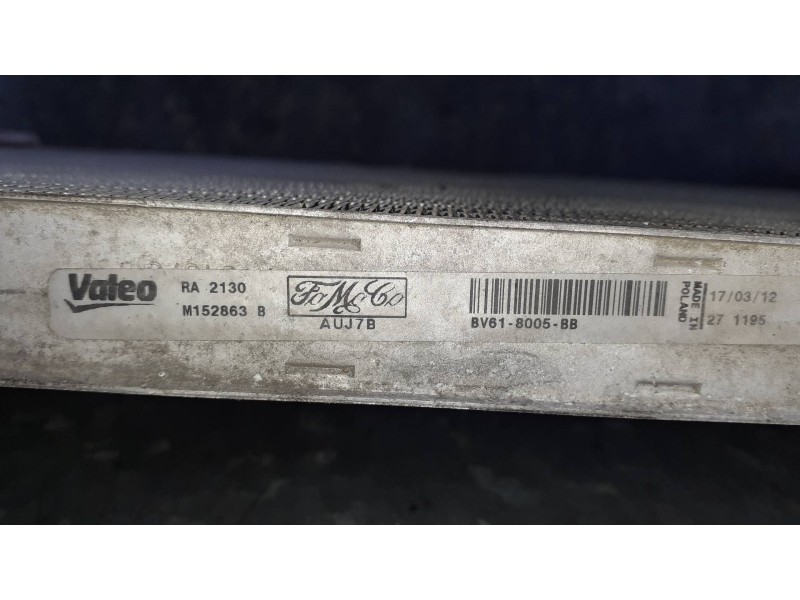 Valeo
RA 2130
M152863 B
FoMoCo
AUJ7B
BV61-8005-BB
MADE IN
POLAND
17/03/12
27 1195